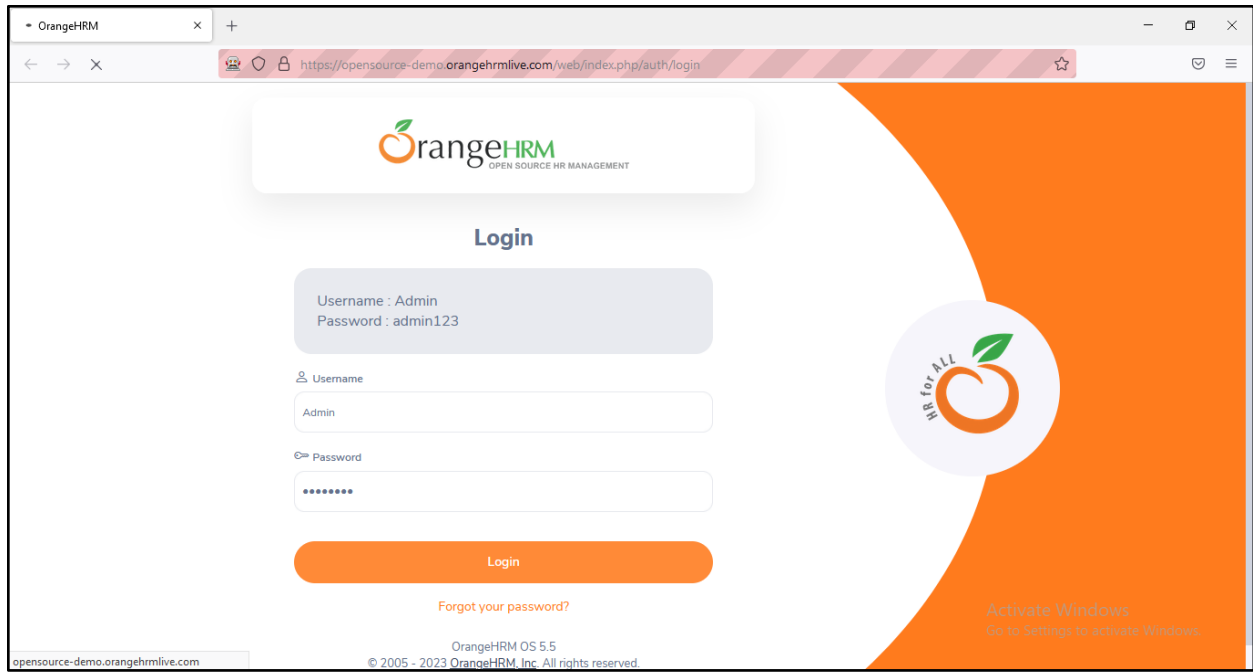 OrangeHRM
https://opensource-demo.orangehrmlive.com/web/index.php/auth/login
OrangeHRM
OPEN SOURCE HR MANAGEMENT
Login
Username : Admin
Password : admin123
Username
Admin
Password
••••••••
Login
Forgot your password?
OrangeHRM OS 5.5
© 2005 - 2023 OrangeHRM, Inc. All rights reserved.
HR for ALL
Activate Windows
Go to Settings to activate Windows.
opensource-demo.orangehrmlive.com